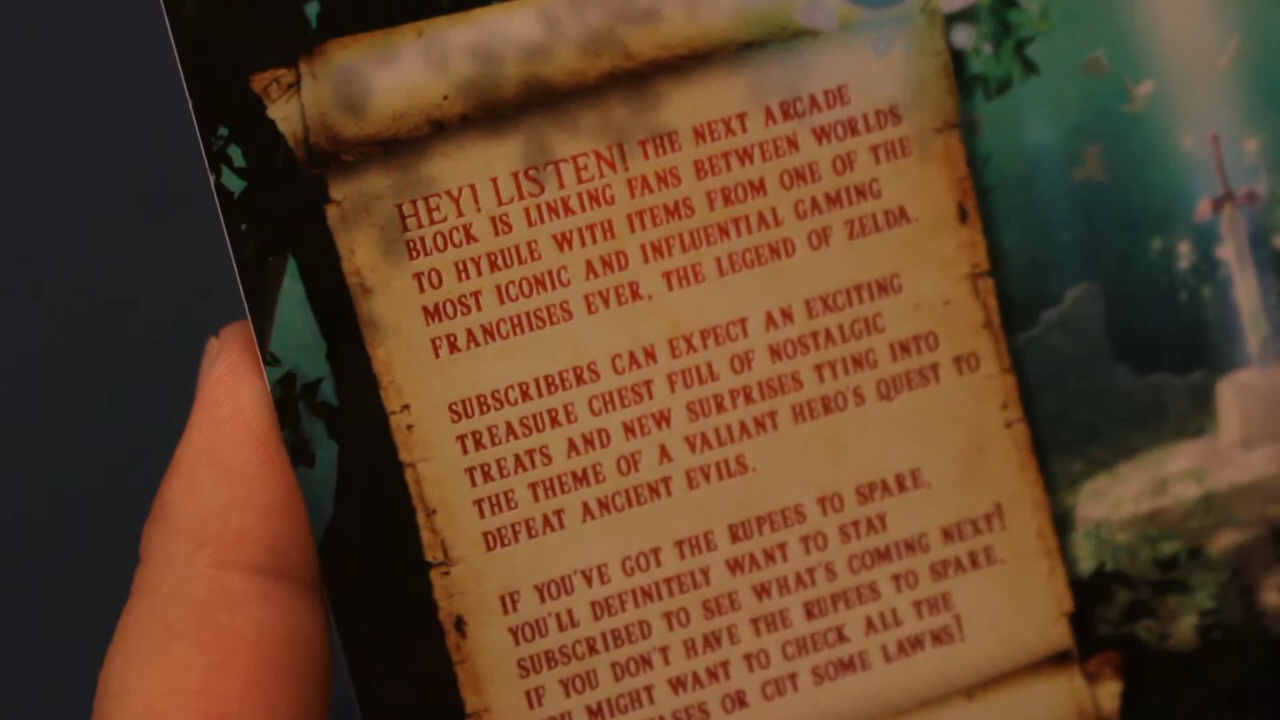 HEY! LISTEN! THE NEXT ARCADE
BLOCK IS LINKING FANS BETWEEN WORLDS
TO HYRULE WITH ITEMS FROM ONE OF THE
MOST ICONIC AND INFLUENTIAL GAMING
FRANCHISES EVER, THE LEGEND OF ZELDA.
SUBSCRIBERS CAN EXPECT AN EXCITING
TREASURE CHEST FULL OF NOSTALGIC
TREATS AND NEW SURPRISES TYING INTO
THE THEME OF A VALIANT HERO'S QUEST TO
DEFEAT ANCIENT EVILS.
IF YOU'VE GOT THE RUPEES TO SPARE,
YOU'LL DEFINITELY WANT TO STAY
SUBSCRIBED TO SEE WHAT'S COMING NEXT!
IF YOU DON'T HAVE THE RUPEES TO SPARE,
YOU MIGHT WANT TO CHECK ALL THE
OR CUT SOME LAWNS!